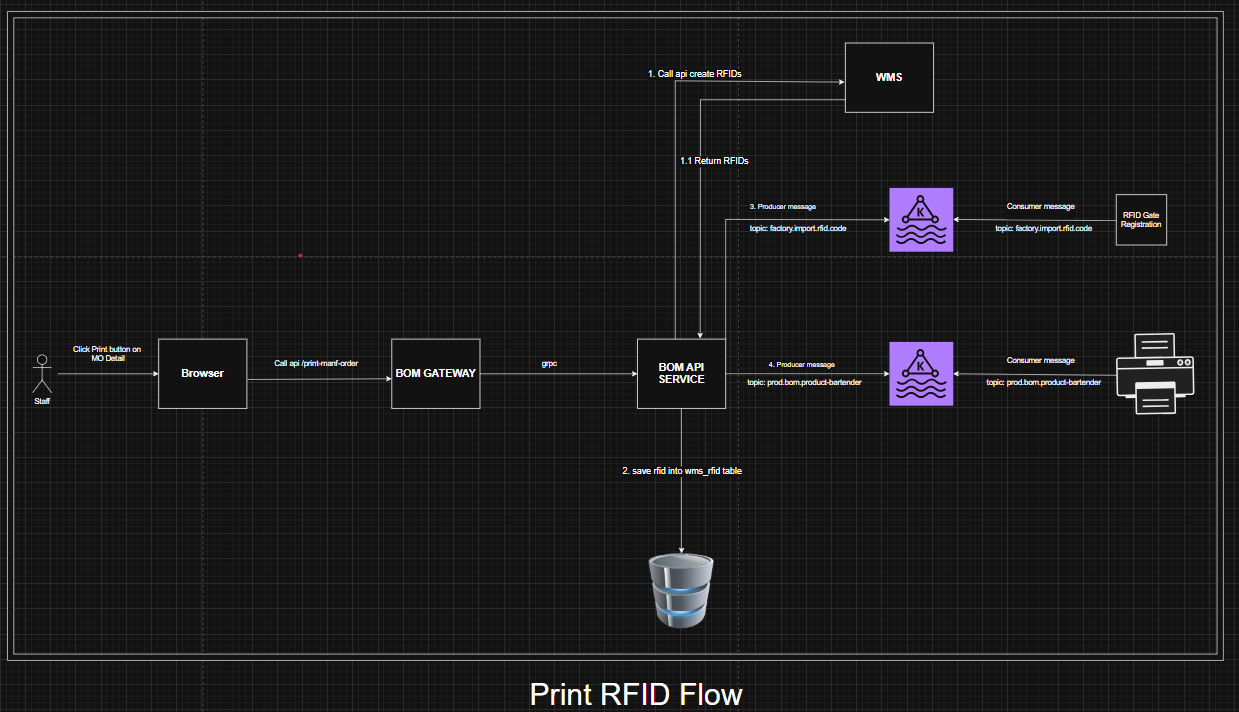 WMS
1. Call api create RFIDs
1.1 Return RFIDs
3. Producer message
topic: factory.import.rfid.code
K
Consumer message
topic: factory.import.rfid.code
RFID Gate
Registration
Click Print button on
MO Detail
Staff
Browser
Call api /print-manf-order
BOM GATEWAY
grpc
BOM API
SERVICE
4. Producer message
topic: prod.bom.product-bartender
K
Consumer message
topic: prod.bom.product-bartender
2. save rfid into wms_rfid table
Print RFID Flow